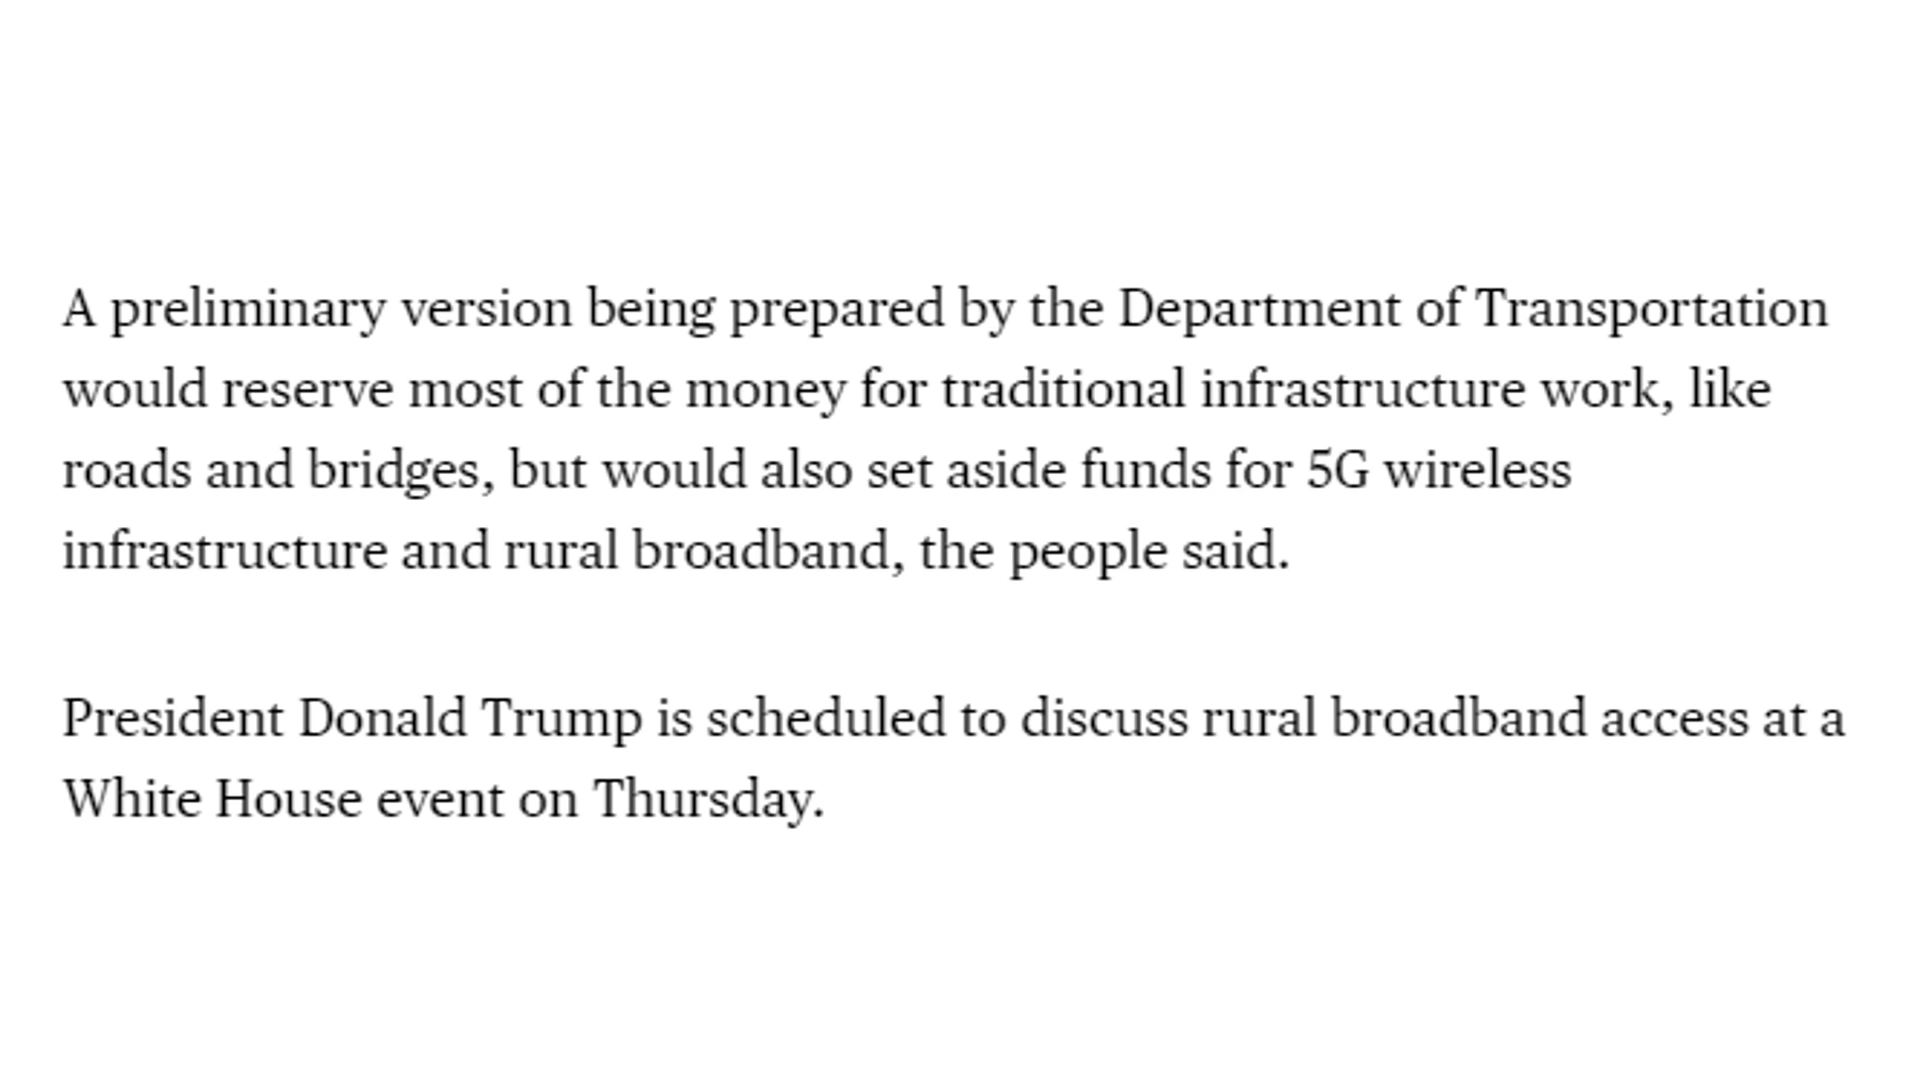 A preliminary version being prepared by the Department of Transportation
would reserve most of the money for traditional infrastructure work, like
roads and bridges, but would also set aside funds for 5G wireless
infrastructure and rural broadband, the people said.
President Donald Trump is scheduled to discuss rural broadband access at a
White House event on Thursday.